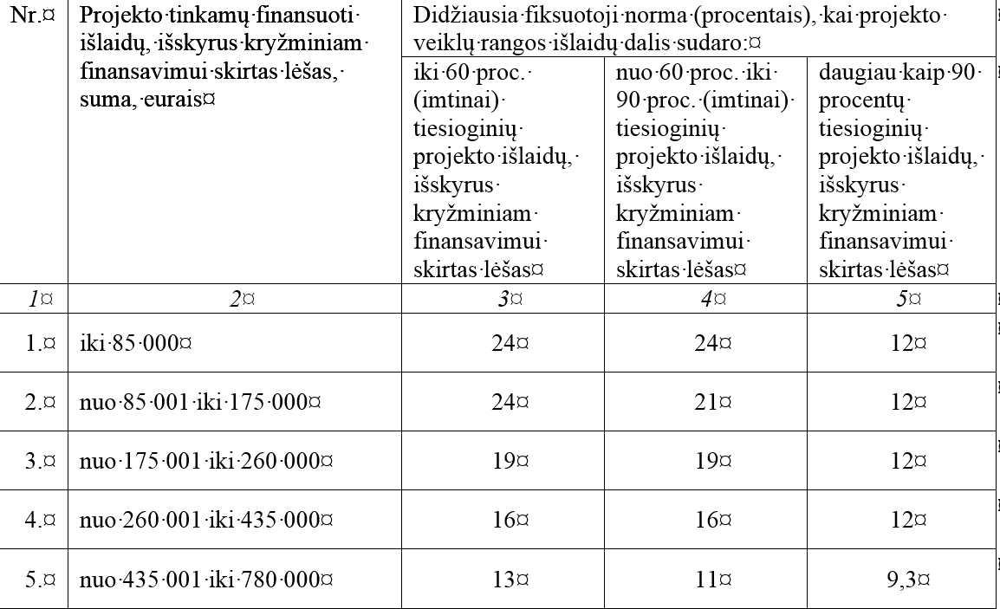 Nr.¤
Projekto·tinkamų·finansuoti·
išlaidų,·išskyrus·kryžminiam·
finansavimui·skirtas·lėšas,·
suma,·eurais¤
Didžiausia·fiksuotoji·norma·(procentais),·kai·projekto·
veiklų·rangos·išlaidų·dalis·sudaro:¤
iki·60·proc.·
(imtinai)·
tiesioginių·
projekto·išlaidų,·
išskyrus·
kryžminiam·
finansavimui·
skirtas·lėšas¤
nuo·60·proc.·iki·
90·proc.·(imtinai)·
tiesioginių·
projekto·išlaidų,·
išskyrus·
kryžminiam·
finansavimui·
skirtas·lėšas¤
daugiau·kaip·90·
procentų·
tiesioginių·
projekto·išlaidų,·
išskyrus·
kryžminiam·
finansavimui·
skirtas·lėšas¤
1¤ 2¤ 3¤ 4¤ 5¤
1.¤ iki·85·000¤ 24¤ 24¤ 12¤
2.¤ nuo·85·001·iki·175·000¤ 24¤ 21¤ 12¤
3.¤ nuo·175·001·iki·260·000¤ 19¤ 19¤ 12¤
4.¤ nuo·260·001·iki·435·000¤ 16¤ 16¤ 12¤
5.¤ nuo·435·001·iki·780·000¤ 13¤ 11¤ 9,3¤